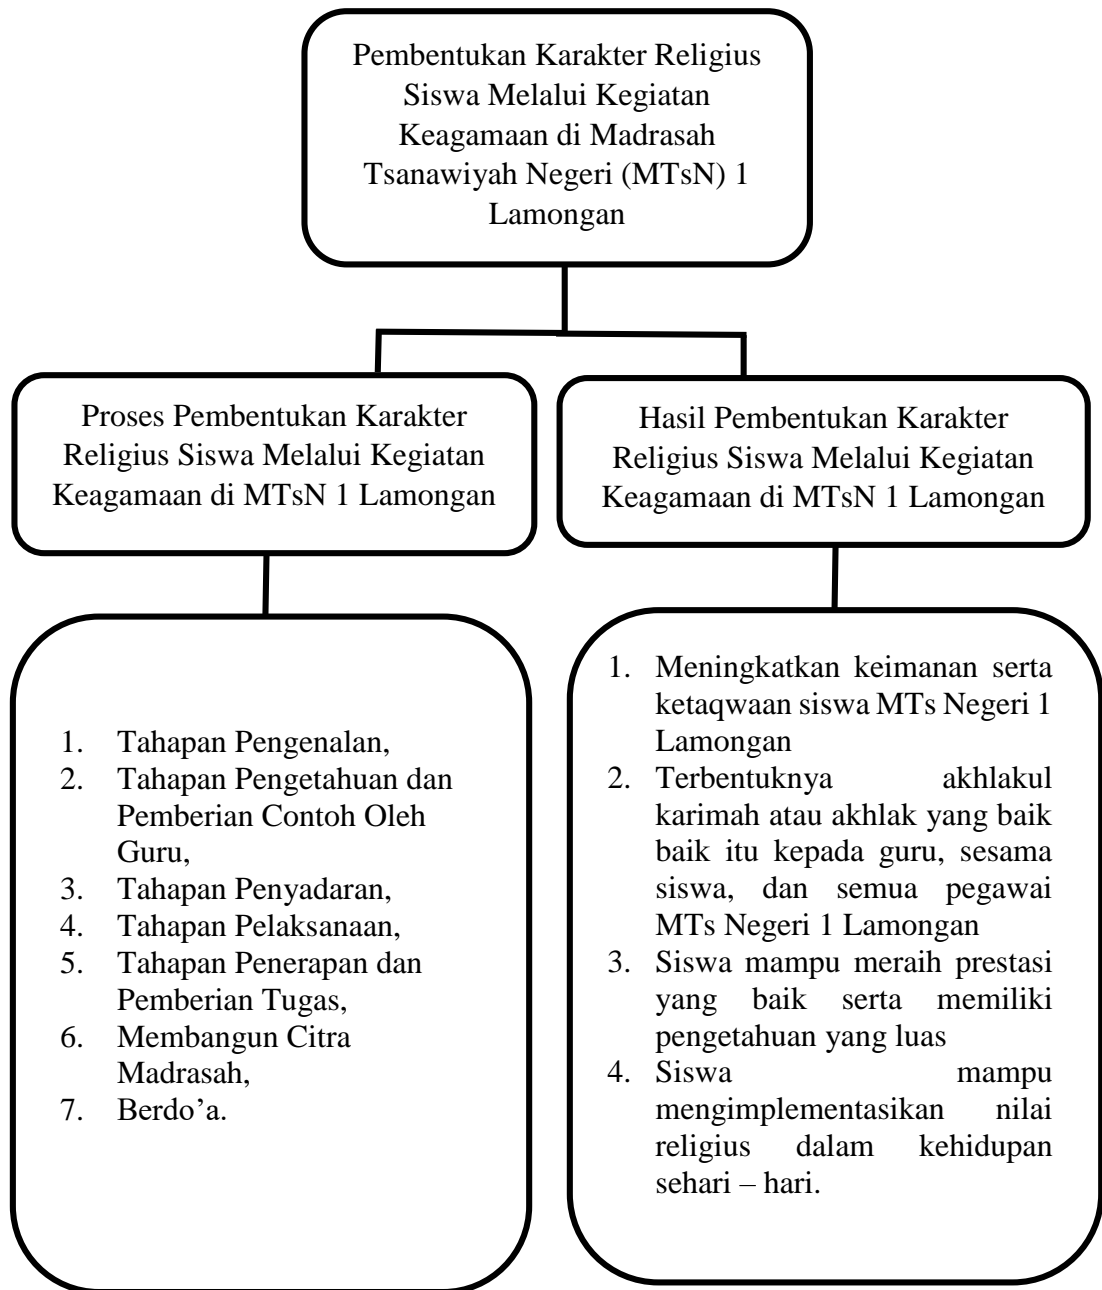 Pembentukan Karakter Religius
Siswa Melalui Kegiatan
Keagamaan di Madrasah
Tsanawiyah Negeri (MTsN) 1
Lamongan
Proses Pembentukan Karakter
Religius Siswa Melalui Kegiatan
Keagamaan di MTsN 1 Lamongan
Hasil Pembentukan Karakter
Religius Siswa Melalui Kegiatan
Keagamaan di MTsN 1 Lamongan
1. Tahapan Pengenalan,
2. Tahapan Pengetahuan dan
Pemberian Contoh Oleh
Guru,
3. Tahapan Penyadaran,
4. Tahapan Pelaksanaan,
5. Tahapan Penerapan dan
Pemberian Tugas,
6. Membangun Citra
Madrasah,
7. Berdo’a.
1. Meningkatkan keimanan serta
ketaqwaan siswa MTs Negeri 1
Lamongan
2. Terbentuknya akhlakul
karimah atau akhlak yang baik
baik itu kepada guru, sesama
siswa, dan semua pegawai
MTs Negeri 1 Lamongan
3. Siswa mampu meraih prestasi
yang baik serta memiliki
pengetahuan yang luas
4. Siswa mampu
mengimplementasikan nilai
religius dalam kehidupan
sehari – hari.